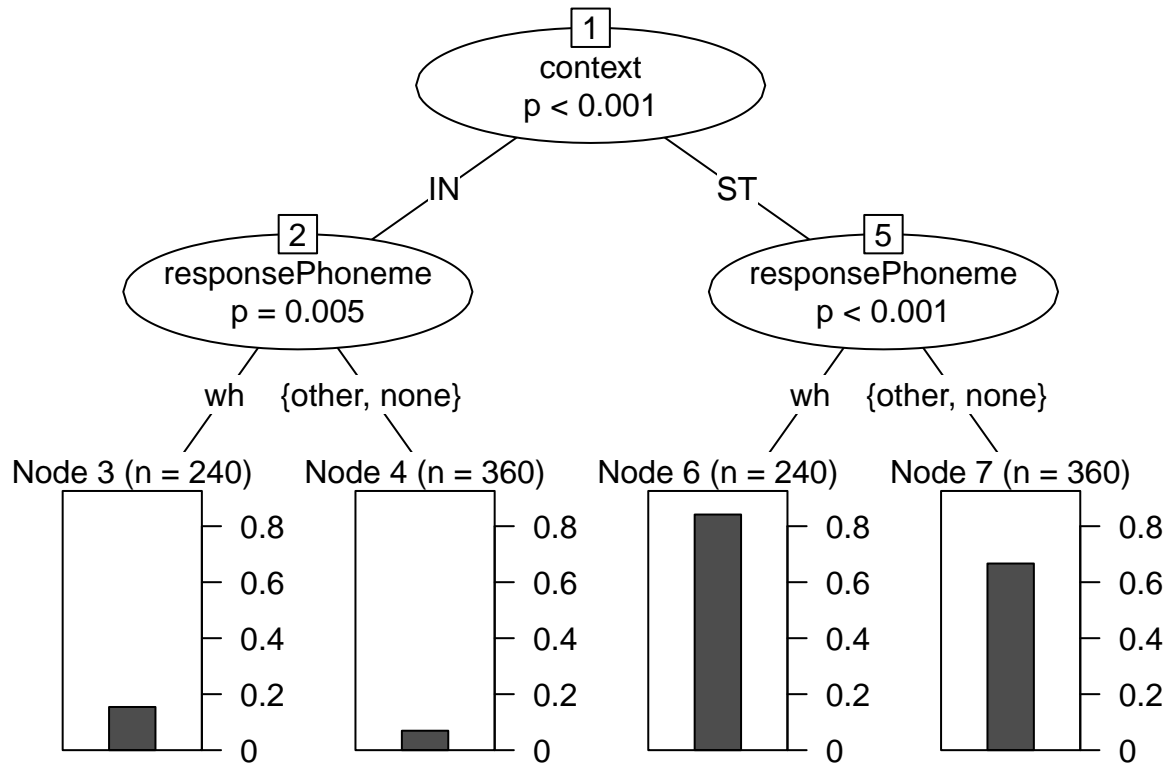 1
context
p < 0.001
IN
ST
2
responsePhoneme
p = 0.005
5
responsePhoneme
p < 0.001
wh
{other, none}
wh
{other, none}
Node 3 (n = 240)
0.8
0.6
0.4
0.2
0
Node 4 (n = 360)
0.8
0.6
0.4
0.2
0
Node 6 (n = 240)
0.8
0.6
0.4
0.2
0
Node 7 (n = 360)
0.8
0.6
0.4
0.2
0